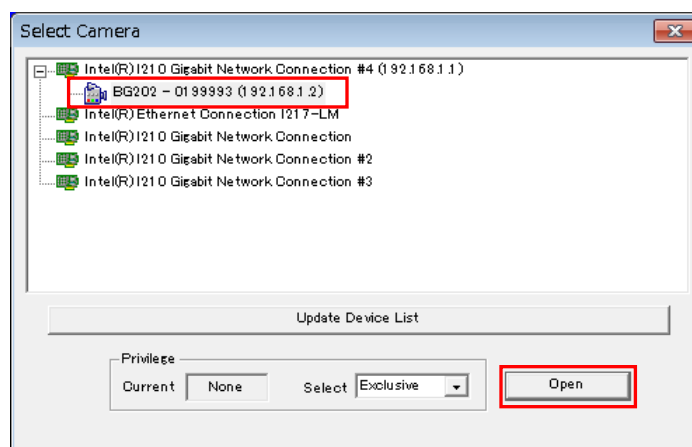 Select Camera
Intel(R) I210 Gigabit Network Connection #4 (192.168.1.1)
BG202 - 0199993 (192.168.1.2)
Intel(R) Ethernet Connection I217-LM
Intel(R) I210 Gigabit Network Connection
Intel(R) I210 Gigabit Network Connection #2
Intel(R) I210 Gigabit Network Connection #3
Update Device List
Privilege
Current None Select Exclusive Open